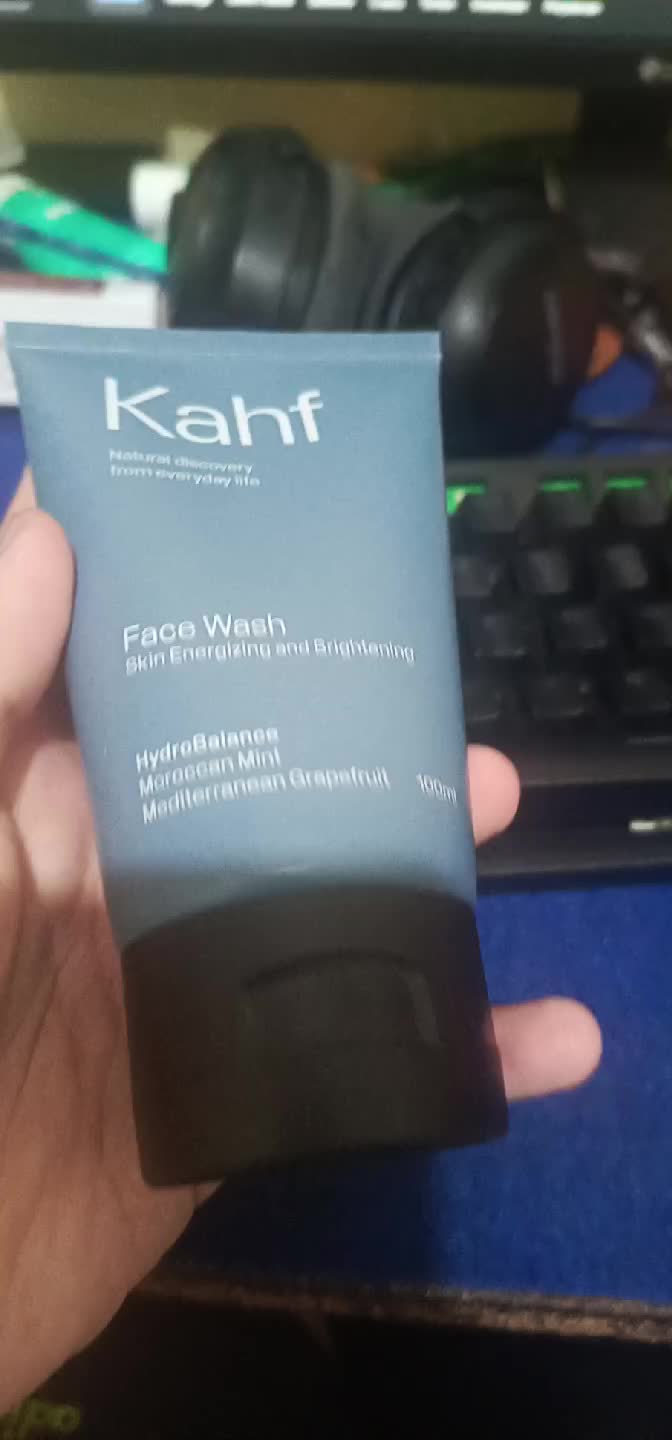 Kahf
Natural discovery
from everyday life
Face Wash
Skin Energizing and Brightening
HydroBalance
Moroccan Mint
Mediterranean Grapefruit 100ml